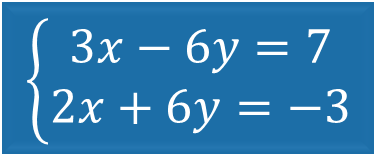 3x − 6y = 7
2x + 6y = −3